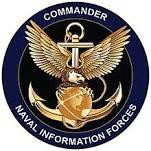 COMMANDER
NAVAL INFORMATION FORCES